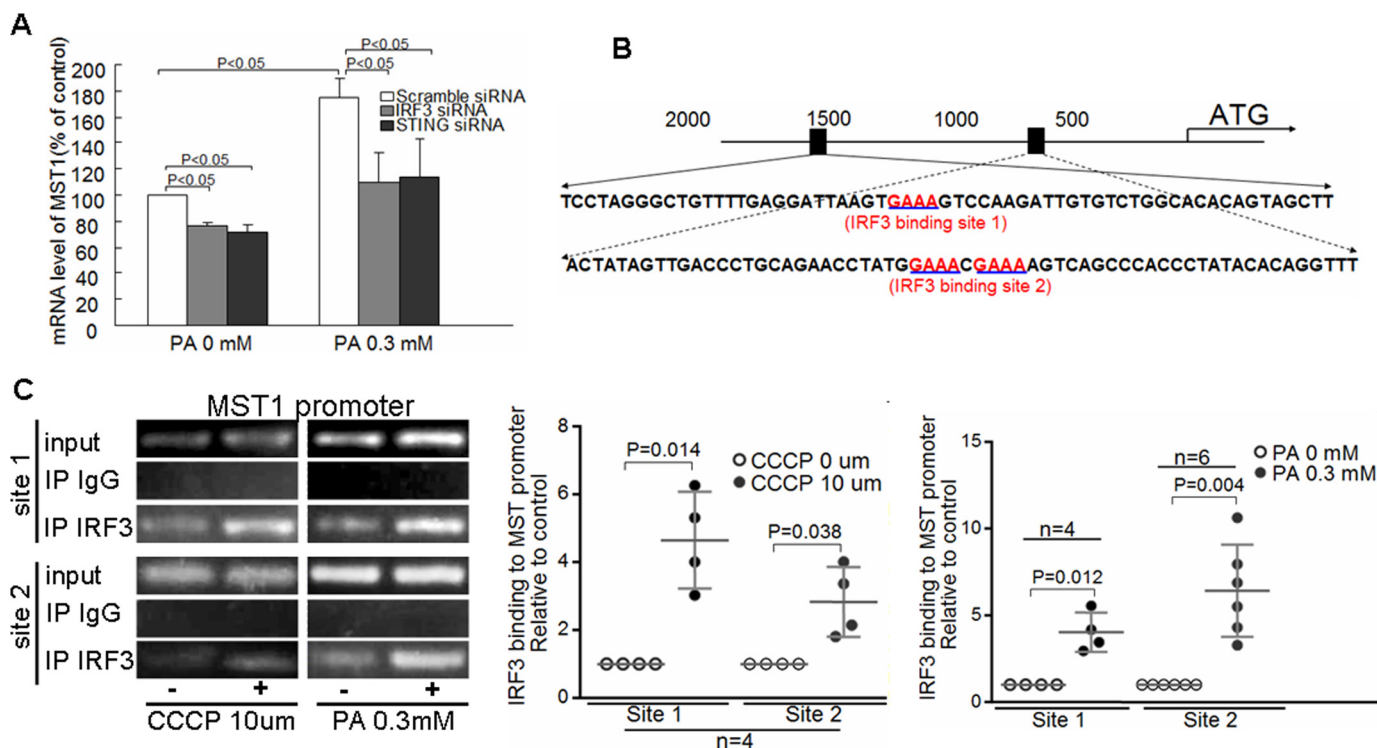 A
mRNA level of MST1(% of control)
200
180
160
140
120
100
80
60
40
20
0
P<0.05
P<0.05
P<0.05
P<0.05
P<0.05
Scramble siRNA
IRF3 siRNA
STING siRNA
PA 0 mM
PA 0.3 mM
B
2000 1500 1000 500 ATG
TCCTAGGGCTGTTTTGAGGATTAAGTGAAAGTCCAAGATTGTGTCTGGCACACAGTAGCTT
(IRF3 binding site 1)
ACTATAGTTGACCCTGCAGAACCTATGGAAACGAAAAGTCAGCCCACCCTATACACAGGTTT
(IRF3 binding site 2)
C
MST1 promoter
site 1
input
IP IgG
IP IRF3
site 2
input
IP IgG
IP IRF3
- + - +
CCCP 10um PA 0.3mM
IRF3 binding to MST promoter
Relative to control
8
6
4
2
0
P=0.014
P=0.038
CCCP 0 um
CCCP 10 um
Site 1 Site 2
n=4
IRF3 binding to MST promoter
Relative to control
15
10
5
0
n=4
P=0.012
n=6
P=0.004
PA 0 mM
PA 0.3 mM
Site 1 Site 2